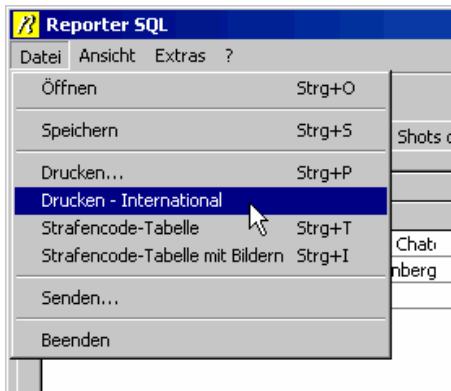 Reporter SQL
Datei Ansicht Extras ?
Öffnen Strg+O
Speichern Strg+S
Shots
Drucken... Strg+P
Drucken - International
Strafencode-Tabelle Strg+T
Chat
Strafencode-Tabelle mit Bildern Strg+I
nberg
Senden...
Beenden